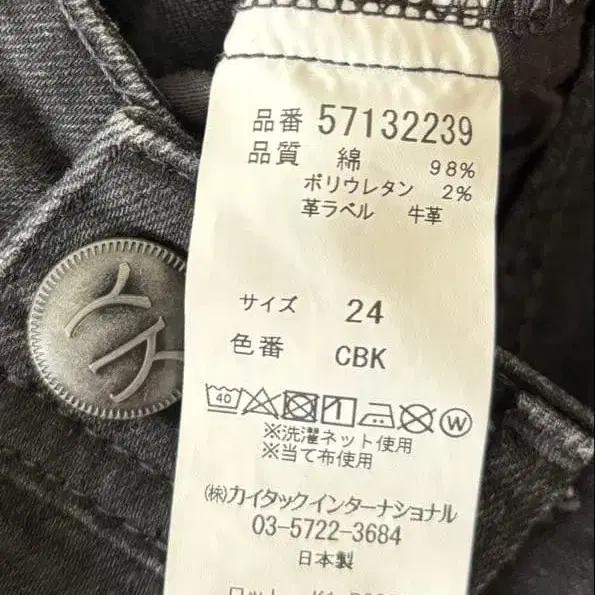 品番 57132239
品質 綿 98%
ポリウレタン 2%
革ラベル 牛革
サイズ 24
色番 CBK
40 W
※洗濯ネット使用
※当て布使用
(株)カイタックインターナショナル
03-5722-3684
日本製